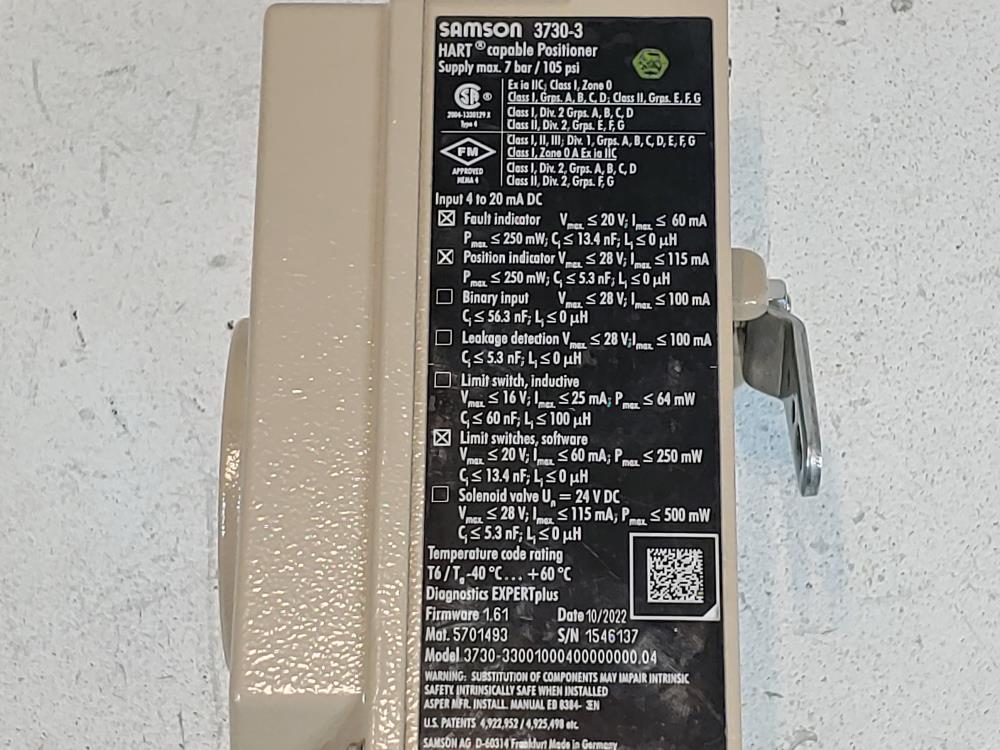 SAMSON 3730-3
HART ® capable Positioner
Supply max. 7 bar / 105 psi
Ex ia IIC; Class I, Zone 0
Class I, Grps. A, B, C, D; Class II, Grps. E, F, G
Class I, Div. 2 Grps. A, B, C, D
Class II, Div. 2, Grps. E, F, G
SA ®
2004-1330129 X
Type 4
Class I, II, III; Div. 1, Grps. A, B, C, D, E, F, G
Class I, Zone 0 A Ex ia IIC
Class I, Div. 2, Grps. A, B, C, D
Class II, Div. 2, Grps. F, G
FM
APPROVED
NEMA 4
Input 4 to 20 mA DC
☒ Fault indicator Vmax. ≤ 20 V; Imax. ≤ 60 mA
Pmax. ≤ 250 mW; Ci ≤ 13.4 nF; Li ≤ 0 µH
☒ Position indicator Vmax. ≤ 28 V; Imax. ≤ 115 mA
Pmax. ≤ 250 mW; Ci ≤ 5.3 nF; Li ≤ 0 µH
☐ Binary input Vmax. ≤ 28 V; Imax. ≤ 100 mA
Ci ≤ 56.3 nF; Li ≤ 0 µH
☐ Leakage detection Vmax. ≤ 28 V; Imax. ≤ 100 mA
Ci ≤ 5.3 nF; Li ≤ 0 µH
☐ Limit switch, inductive
Vmax. ≤ 16 V; Imax. ≤ 25 mA; Pmax. ≤ 64 mW
Ci ≤ 60 nF; Li ≤ 100 µH
☒ Limit switches, software
Vmax. ≤ 20 V; Imax. ≤ 60 mA; Pmax. ≤ 250 mW
Ci ≤ 13.4 nF; Li ≤ 0 µH
☐ Solenoid valve Un = 24 V DC
Vmax. ≤ 28 V; Imax. ≤ 115 mA; Pmax. ≤ 500 mW
Ci ≤ 5.3 nF; Li ≤ 0 µH
Temperature code rating
T6 / Ta -40 °C... +60 °C
Diagnostics EXPERTplus
Firmware 1.61 Date 10/2022
Mat. 5701493 S/N 1546137
Model 3730-33001000400000000.04
WARNING: SUBSTITUTION OF COMPONENTS MAY IMPAIR INTRINSIC
SAFETY. INTRINSICALLY SAFE WHEN INSTALLED
ASPER MFR. INSTALL. MANUAL EB 8384- 3EN
U.S. PATENTS 4,922,952 / 4,925,498 etc.
SAMSON AG D-60314 Frankfurt Made in Germany